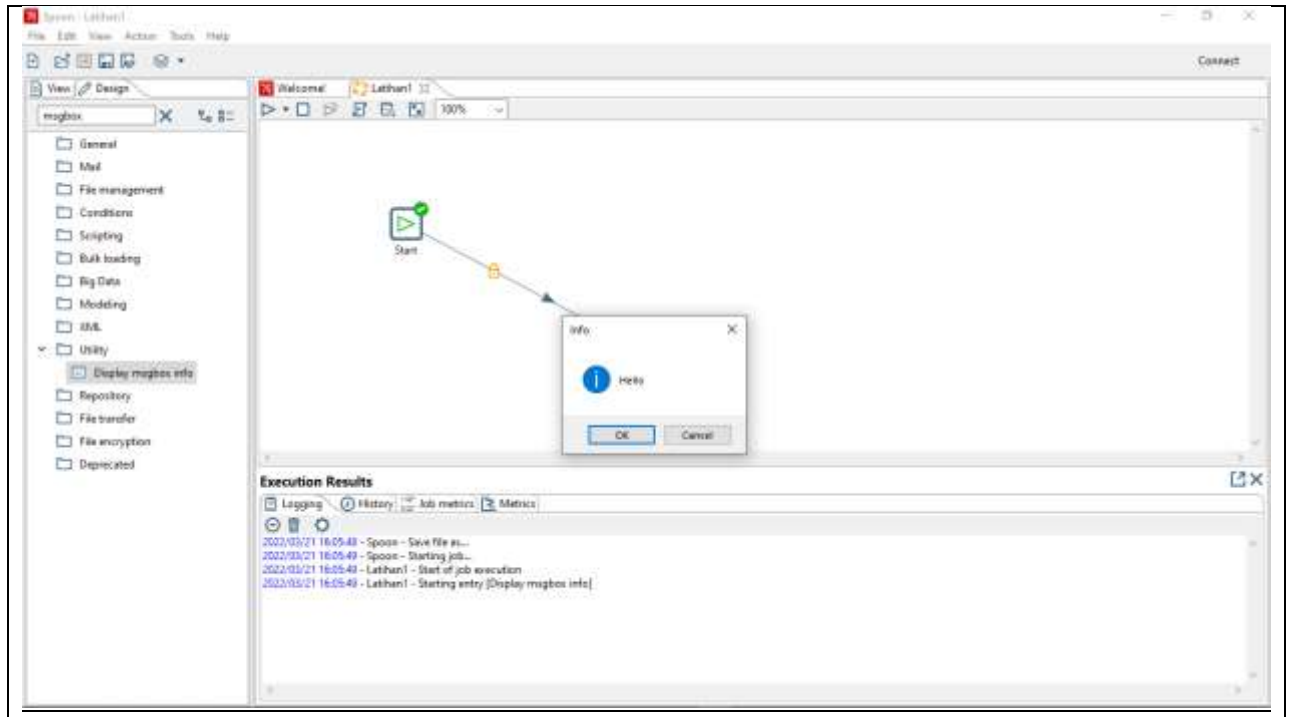 Spoon - Latihan1
File Edit View Action Tools Help
Connect
View Design
Welcome! Latihan1
msgbox
100%
General
Mail
File management
Conditions
Scripting
Bulk loading
Big Data
Modeling
XML
Utility
Display msgbox info
Repository
File transfer
File encryption
Deprecated
Start
Info
Hello
OK Cancel
Execution Results
Logging History Job metrics Metrics
2022/03/21 16:05:48 - Spoon - Save file as...
2022/03/21 16:05:49 - Spoon - Starting job...
2022/03/21 16:05:49 - Latihan1 - Start of job execution
2022/03/21 16:05:49 - Latihan1 - Starting entry [Display msgbox info]